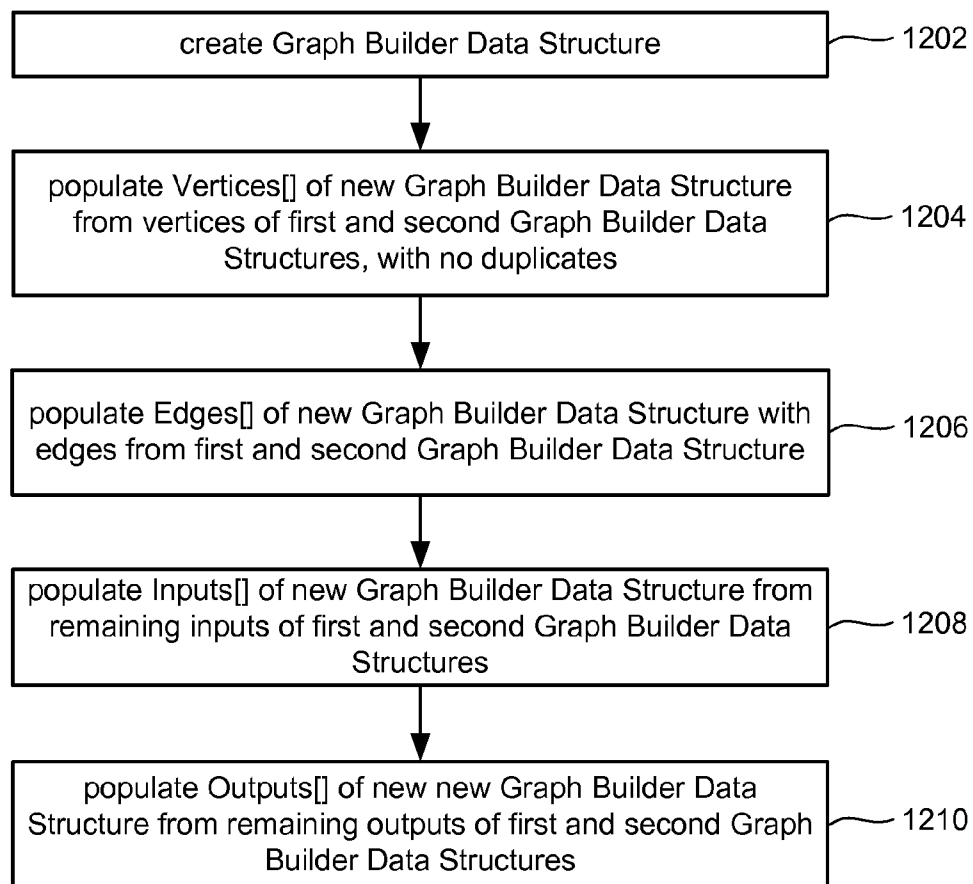 create Graph Builder Data Structure
1202
populate Vertices[] of new Graph Builder Data Structure
from vertices of first and second Graph Builder Data
Structures, with no duplicates
1204
populate Edges[] of new Graph Builder Data Structure with
edges from first and second Graph Builder Data Structure
1206
populate Inputs[] of new Graph Builder Data Structure from
remaining inputs of first and second Graph Builder Data
Structures
1208
populate Outputs[] of new new Graph Builder Data
Structure from remaining outputs of first and second Graph
Builder Data Structures
1210